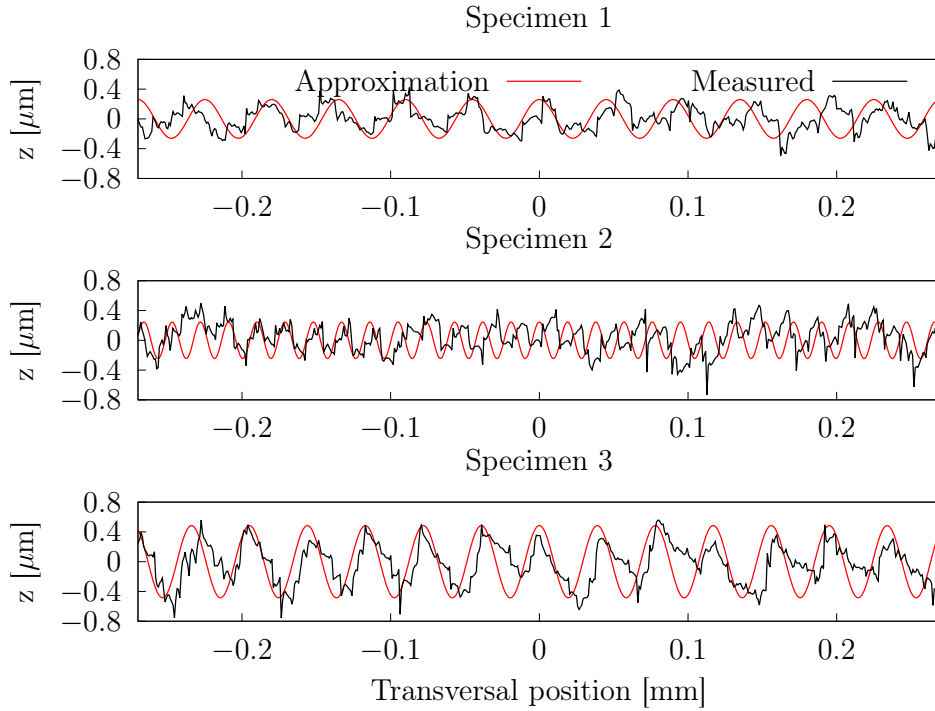 Specimen 1
0.8
0.4
0
−0.4
−0.8
z [μm]
Approximation
Measured
−0.2 −0.1 0 0.1 0.2
Specimen 2
0.8
0.4
0
−0.4
−0.8
z [μm]
−0.2 −0.1 0 0.1 0.2
Specimen 3
0.8
0.4
0
−0.4
−0.8
z [μm]
−0.2 −0.1 0 0.1 0.2
Transversal position [mm]